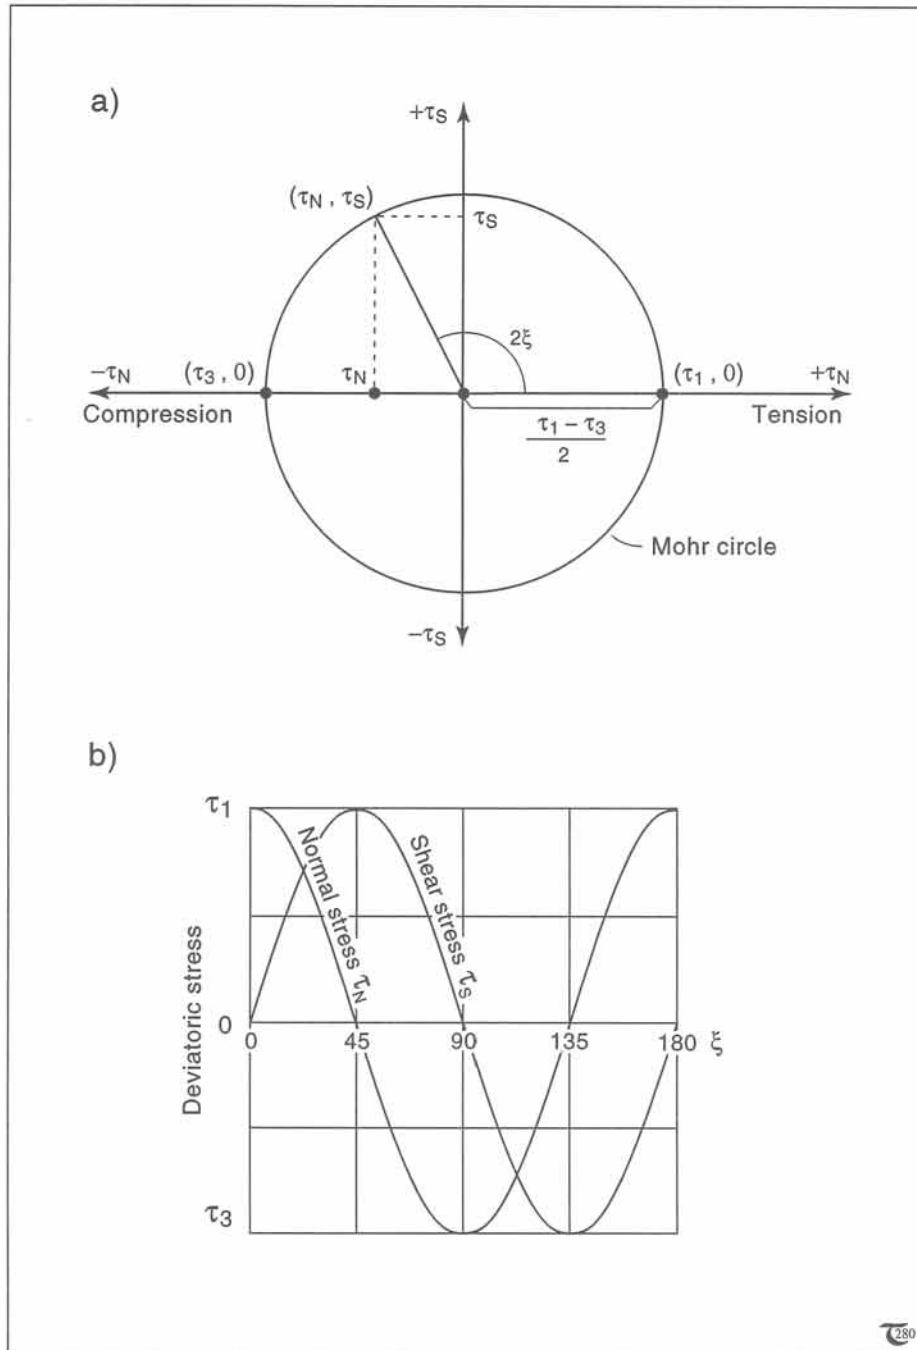 a)
+τS
(τN , τS)
τS
2ξ
−τN
(τ3 , 0)
τN
(τ1 , 0)
+τN
Compression
Tension
τ1 − τ3
2
Mohr circle
−τS
b)
τ1
Normal stress τN
Shear stress τS
Deviatoric stress
0
0
45
90
135
180
ξ
τ3
280